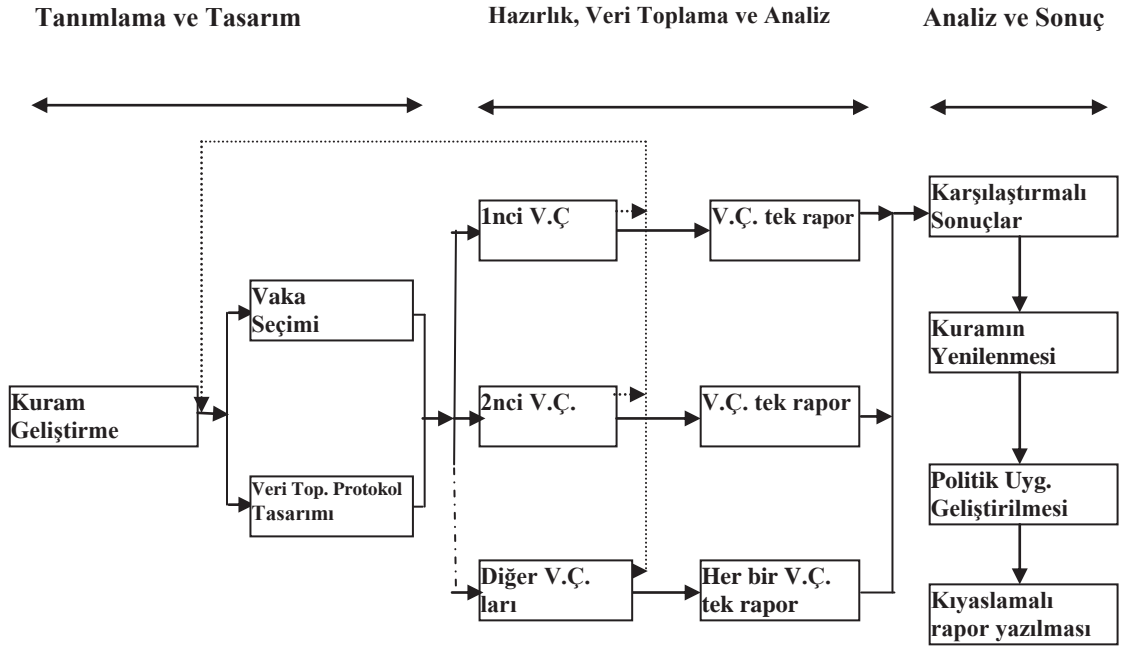 Tanımlama ve Tasarım
Hazırlık, Veri Toplama ve Analiz
Analiz ve Sonuç
Kuram
Geliştirme
Vaka
Seçimi
Veri Top. Protokol
Tasarımı
1nci V.Ç
2nci V.Ç.
Diğer V.Ç.
ları
V.Ç. tek rapor
V.Ç. tek rapor
Her bir V.Ç.
tek rapor
Karşılaştırmalı
Sonuçlar
Kuramın
Yenilenmesi
Politik Uyg.
Geliştirilmesi
Kıyaslamalı
rapor yazılması